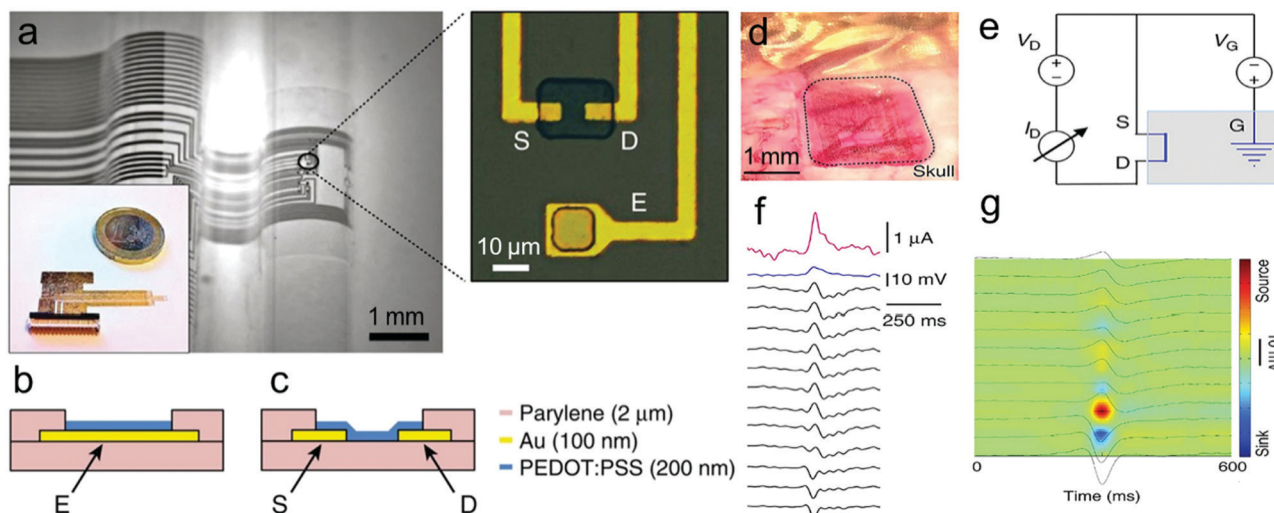 a
1 mm
S
D
E
10 μm
b
E
c
S
D
Parylene (2 μm)
Au (100 nm)
PEDOT:PSS (200 nm)
d
1 mm
Skull
e
V_D
V_G
I_D
S
D
G
f
1 μA
10 mV
250 ms
g
Source
Sink
0
600
Time (ms)